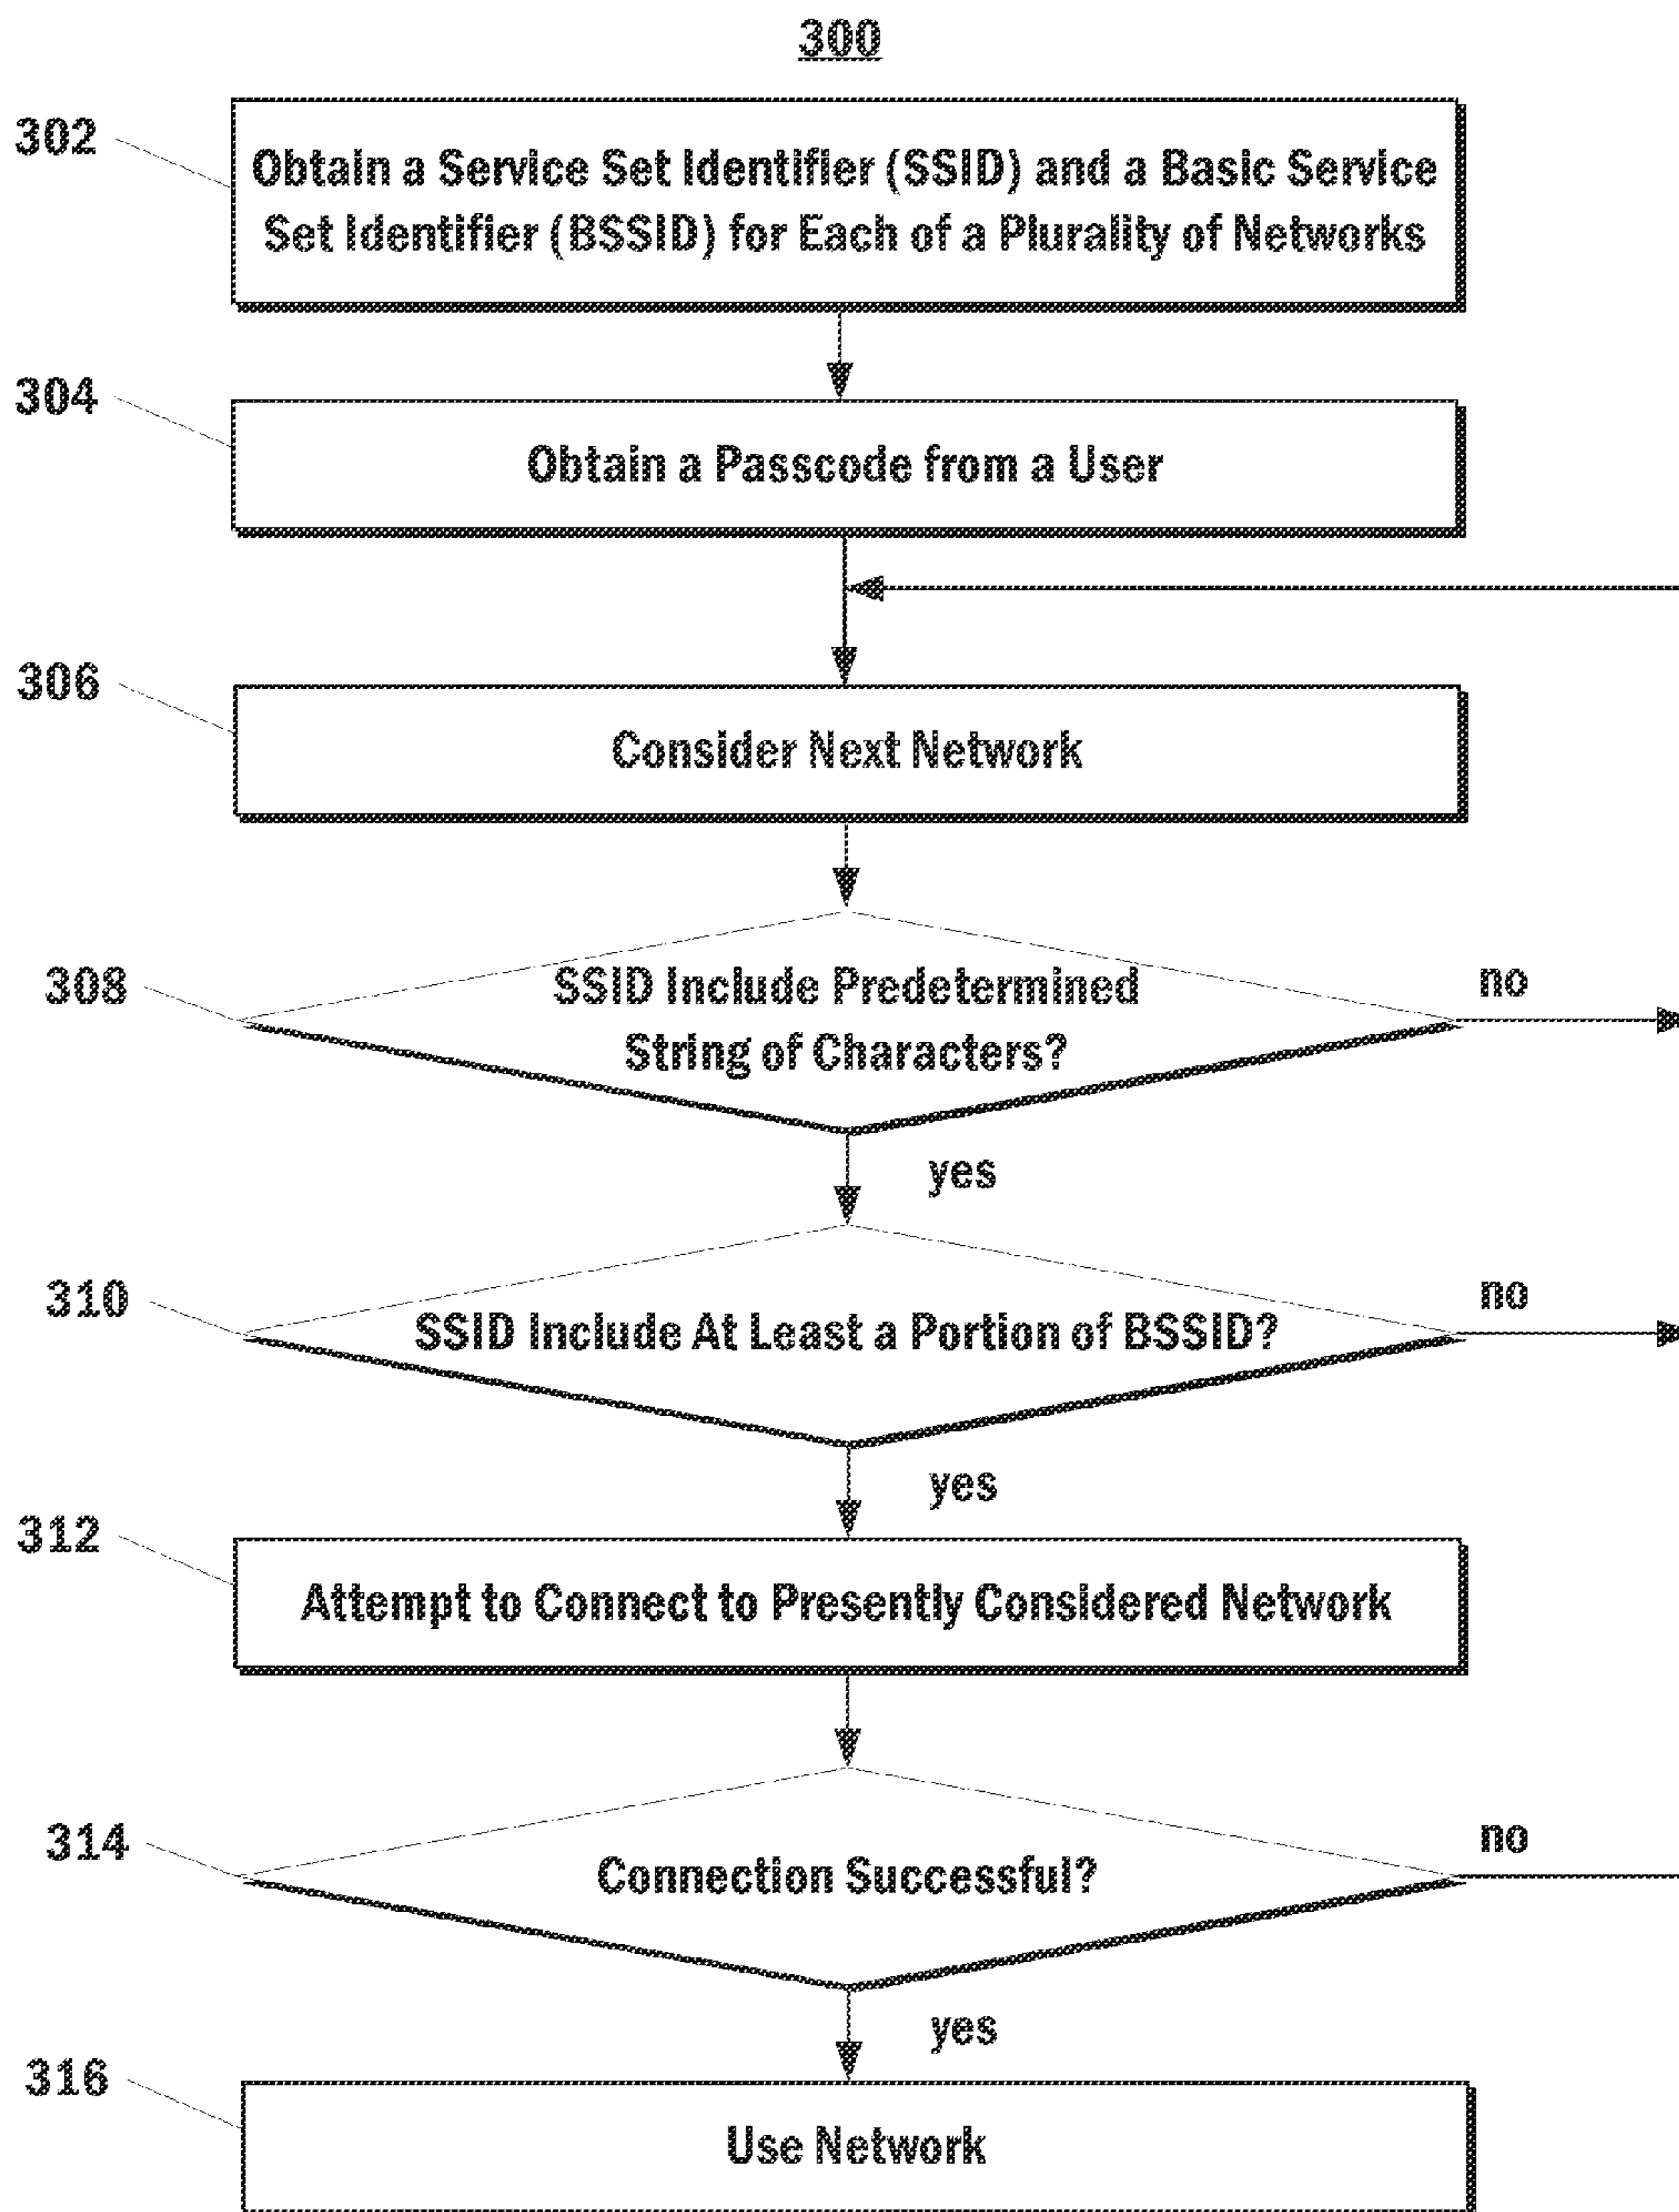 300
302
Obtain a Service Set Identifier (SSID) and a Basic Service
Set Identifier (BSSID) for Each of a Plurality of Networks
304
Obtain a Passcode from a User
306
Consider Next Network
308
SSID Include Predetermined
String of Characters?
no
yes
310
SSID Include At Least a Portion of BSSID?
no
yes
312
Attempt to Connect to Presently Considered Network
314
Connection Successful?
no
yes
316
Use Network